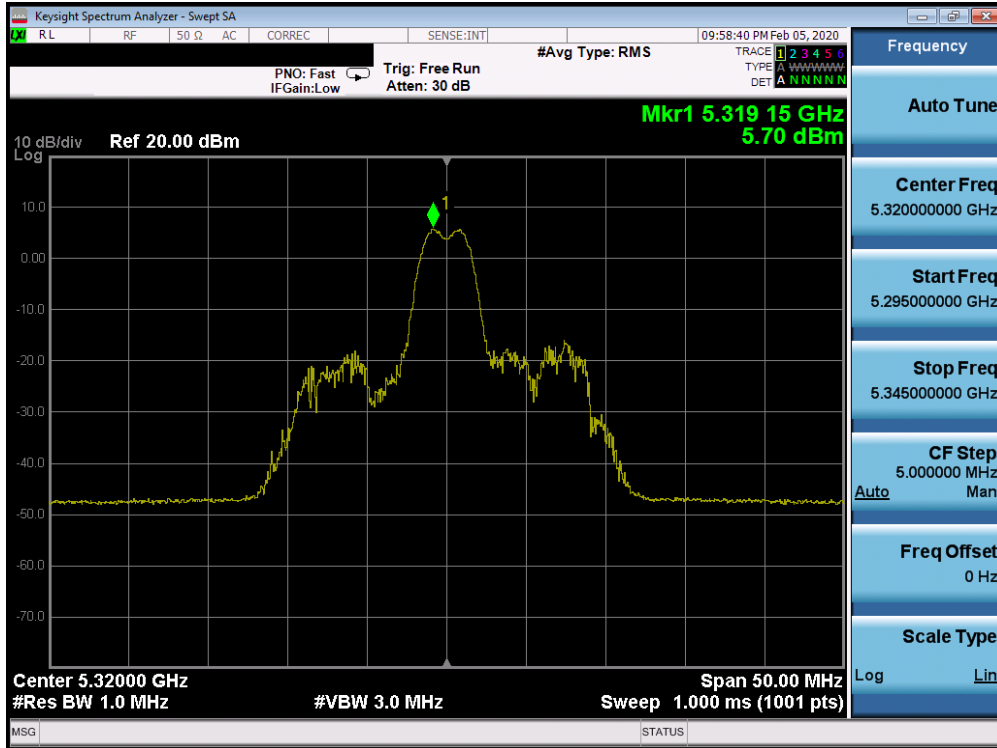 Keysight Spectrum Analyzer - Swept SA
LXI RL RF 50 Ω AC CORREC SENSE:INT 09:58:40 PM Feb 05, 2020
Frequency
#Avg Type: RMS TRACE 1 2 3 4 5 6
PNO: Fast Trig: Free Run TYPE A WWWWW
IFGain:Low Atten: 30 dB DET A N N N N N
Auto Tune
Mkr1 5.319 15 GHz
5.70 dBm
10 dB/div Ref 20.00 dBm
Log
1
10.0
0.00
-10.0
-20.0
-30.0
-40.0
-50.0
-60.0
-70.0
Center 5.32000 GHz Span 50.00 MHz
#Res BW 1.0 MHz #VBW 3.0 MHz Sweep 1.000 ms (1001 pts)
Center Freq
5.320000000 GHz
Start Freq
5.295000000 GHz
Stop Freq
5.345000000 GHz
CF Step
5.000000 MHz
Auto Man
Freq Offset
0 Hz
Scale Type
Log Lin
MSG STATUS